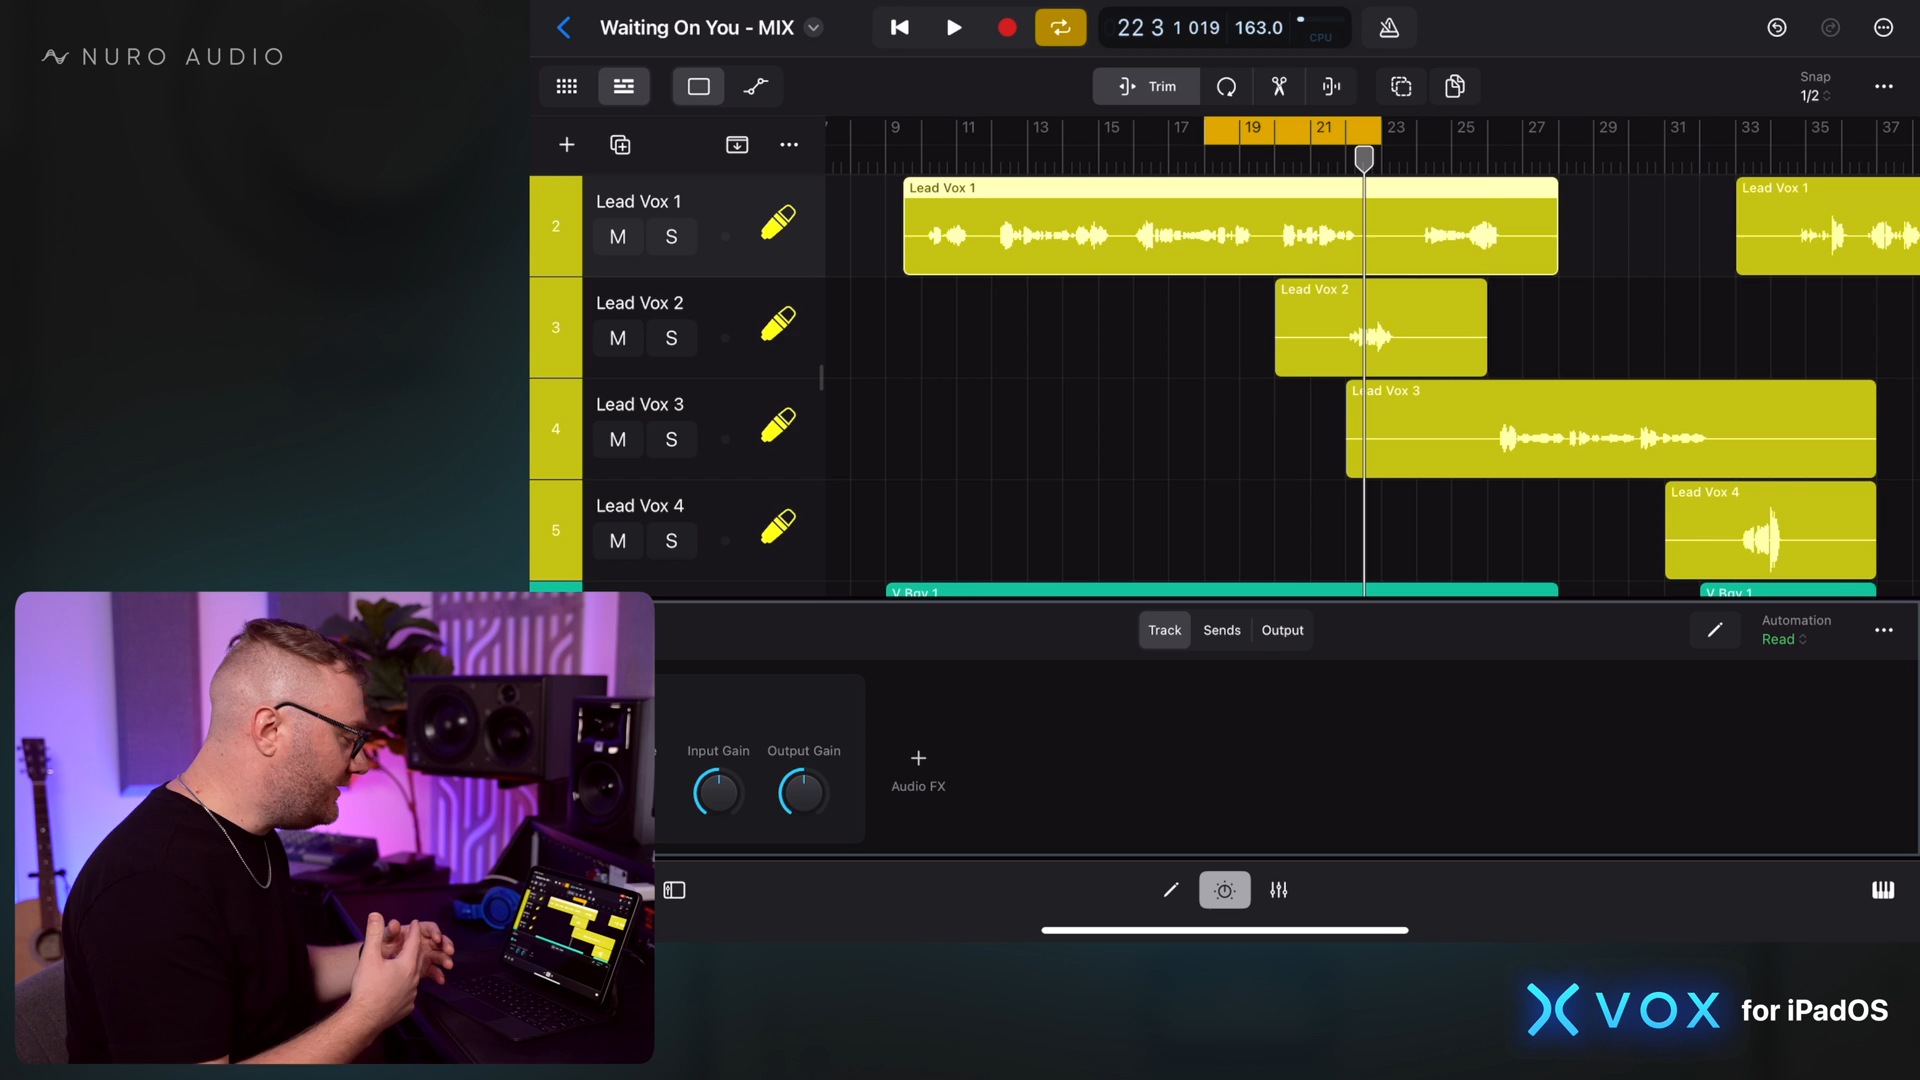 NURO AUDIO
Waiting On You - MIX
22 3 1 019
163.0
CPU
Trim
Snap
1/2
9 11 13 15 17 19 21 23 25 27 29 31 33 35 37
2
Lead Vox 1
M S
Lead Vox 1
Lead Vox 1
3
Lead Vox 2
M S
Lead Vox 2
4
Lead Vox 3
M S
Lead Vox 3
5
Lead Vox 4
M S
Lead Vox 4
V Bgv 1
V Bgv 1
Track
Sends
Output
Automation
Read
Input Gain
Output Gain
Audio FX
VOX for iPadOS